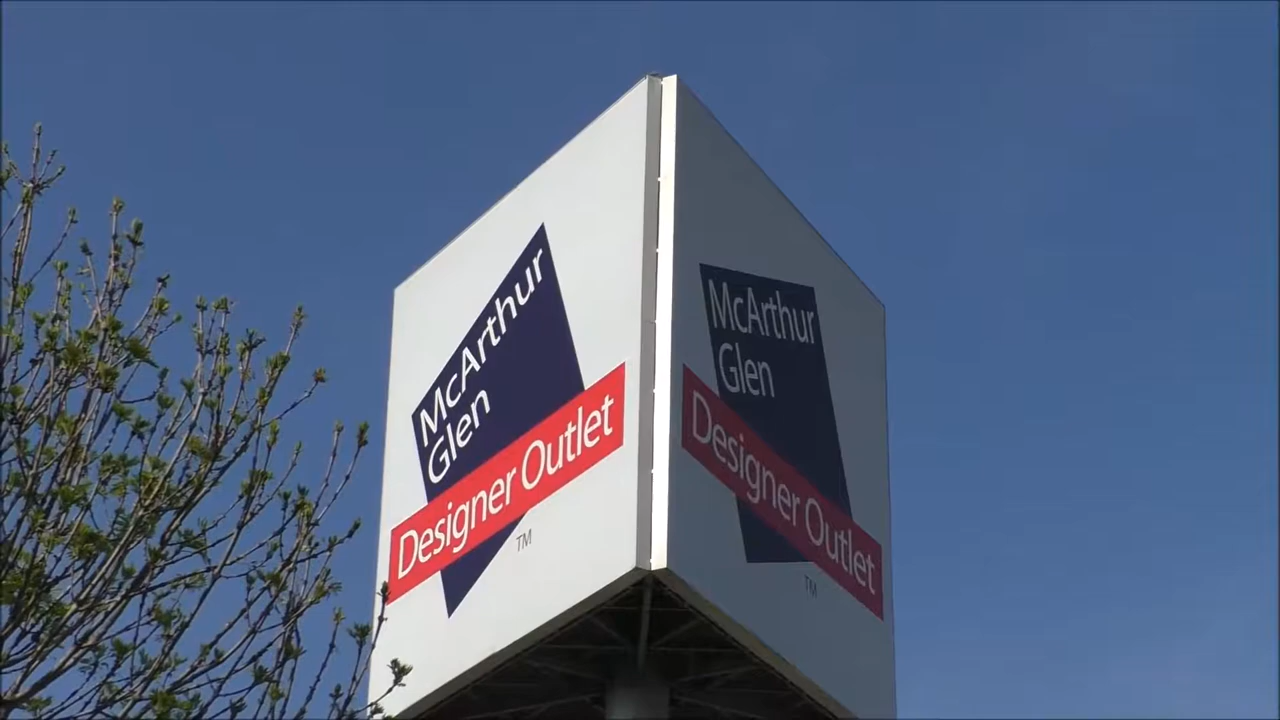 McArthur
Glen
Designer Outlet
TM
McArthur
Glen
Designer Outlet
TM